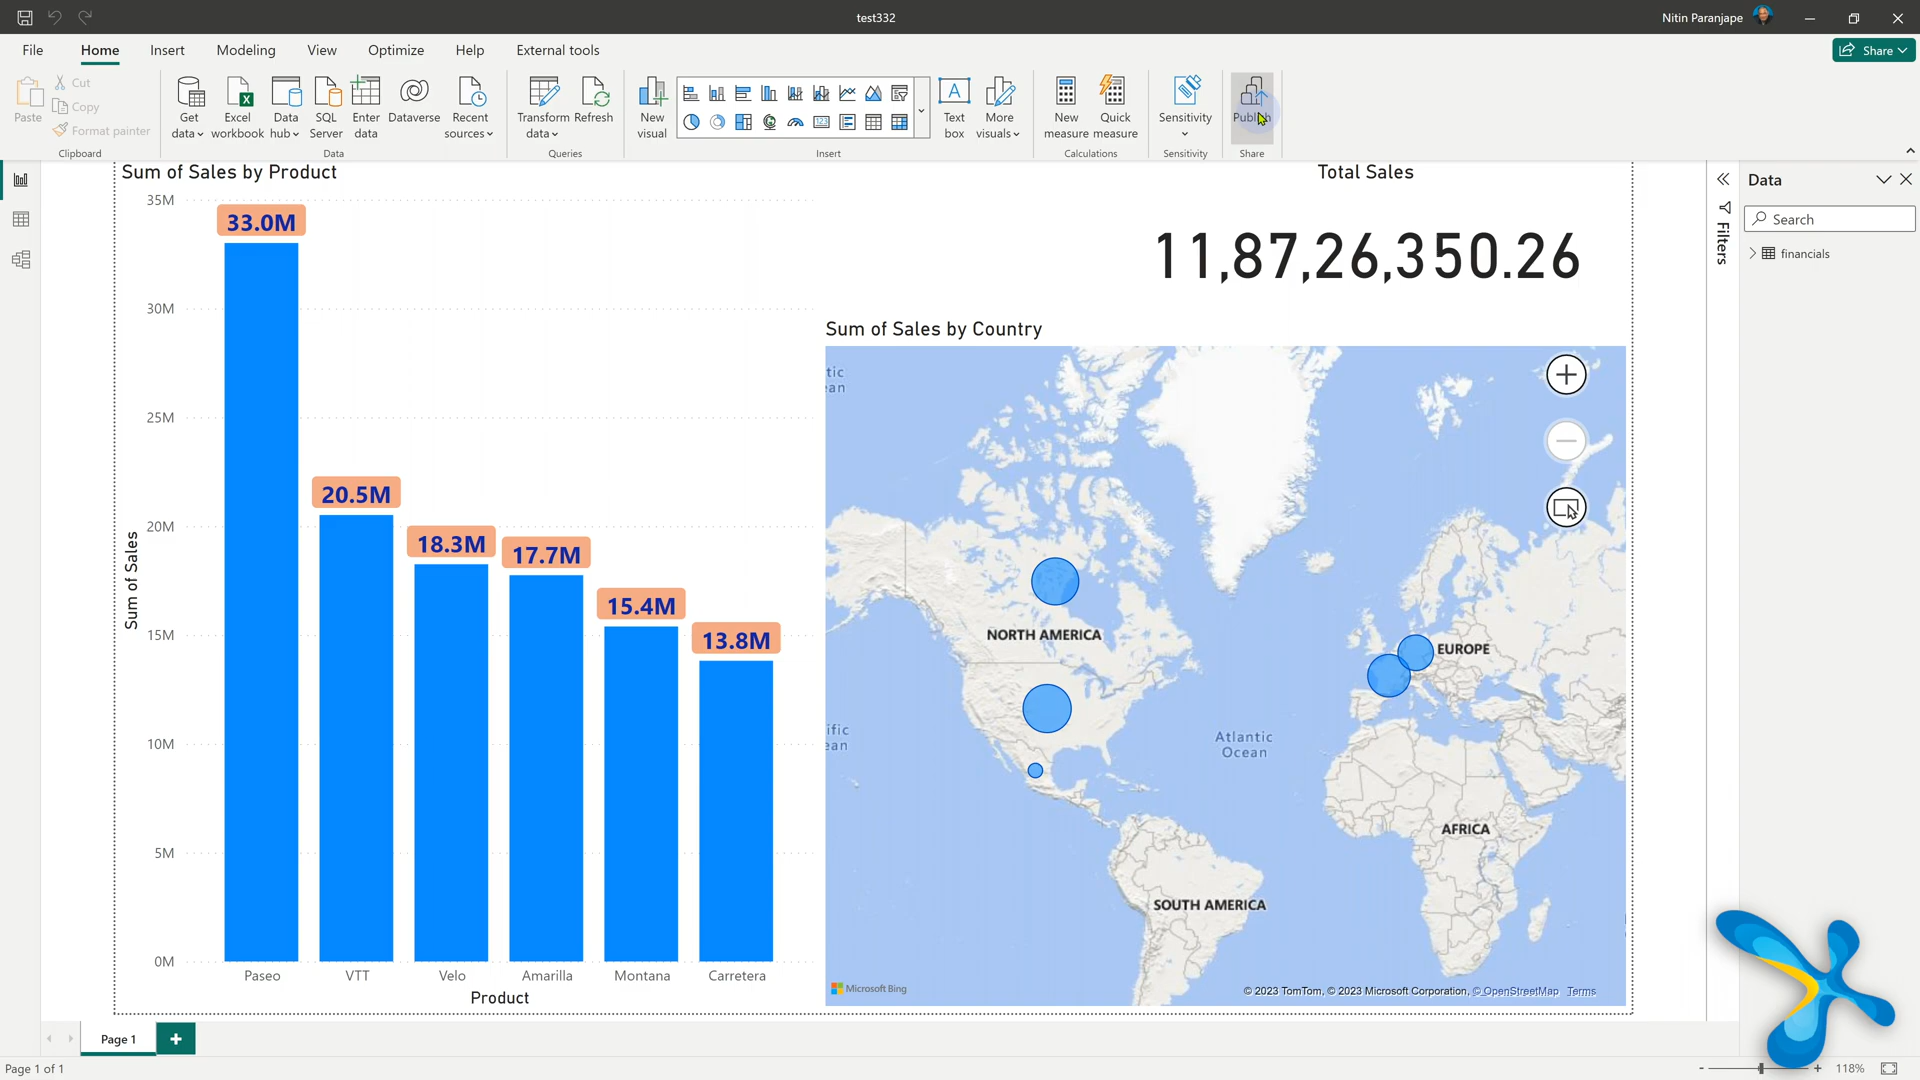 test332
Nitin Paranjape
File
Home
Insert
Modeling
View
Optimize
Help
External tools
Share
Paste
Cut
Copy
Format painter
Clipboard
Get data
Excel workbook
Data hub
SQL Server
Enter data
Dataverse
Recent sources
Data
Transform data
Refresh
Queries
New visual
Text box
More visuals
Insert
New measure
Quick measure
Calculations
Sensitivity
Sensitivity
Publish
Share
Sum of Sales by Product
35M
30M
25M
20M
15M
10M
5M
0M
Sum of Sales
33.0M
20.5M
18.3M
17.7M
15.4M
13.8M
Paseo
VTT
Velo
Amarilla
Montana
Carretera
Product
Total Sales
11,87,26,350.26
Sum of Sales by Country
tic
an
NORTH AMERICA
EUROPE
ific
ean
Atlantic
Ocean
AFRICA
SOUTH AMERICA
Microsoft Bing
© 2023 TomTom, © 2023 Microsoft Corporation, © OpenStreetMap Terms
Filters
Data
Search
financials
Page 1
Page 1 of 1
118%